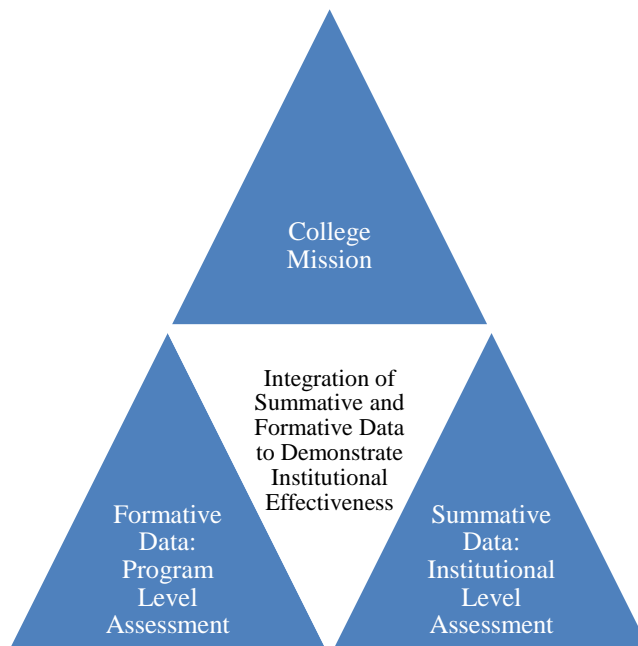 College
Mission
Integration of
Summative and
Formative Data
to Demonstrate
Institutional
Effectiveness
Formative
Data:
Program
Level
Assessment
Summative
Data:
Institutional
Level
Assessment